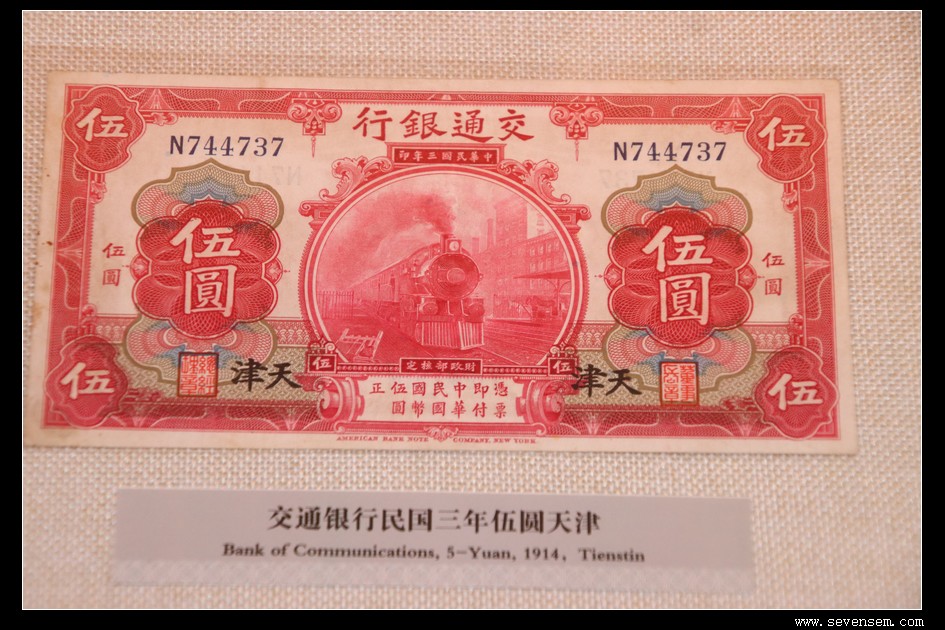 伍
交通銀行
伍
N744737
N744737
中華民國三年印
伍圓
伍圓
伍圓
伍圓
財政部核定
伍
伍
天津
天津
憑票即付中華民國國幣伍圓正
伍
伍
AMERICAN BANK NOTE COMPANY, NEW YORK
交通银行民国三年伍圆天津
Bank of Communications, 5-Yuan, 1914, Tienstin
www.sevensem.com